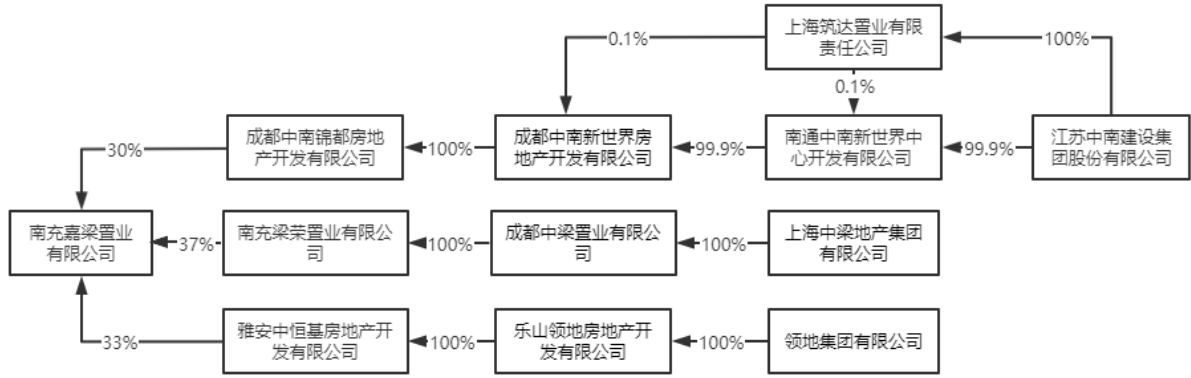 上海筑达置业有限
责任公司
0.1%
100%
0.1%
成都中南锦都房地
产开发有限公司
100%
成都中南新世界房
地产开发有限公司
99.9%
南通中南新世界中
心开发有限公司
99.9%
江苏中南建设集
团股份有限公司
30%
南充嘉梁置业
有限公司
37%
南充梁荣置业有限公
司
100%
成都中梁置业有限公
司
100%
上海中梁地产集团
有限公司
33%
雅安中恒基房地产开
发有限公司
100%
乐山领地房地产开
发有限公司
100%
领地集团有限公司